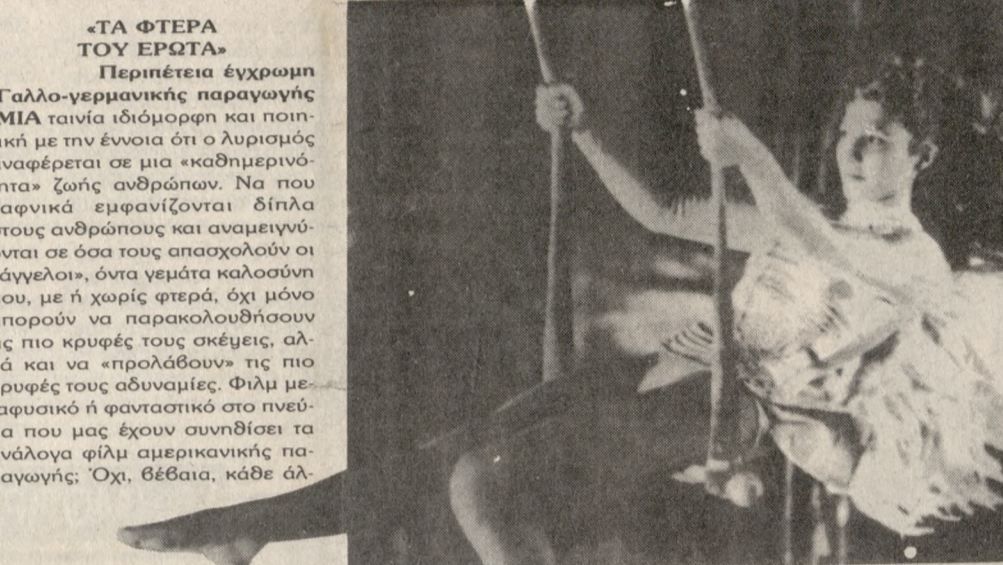 «ΤΑ ΦΤΕΡΑ
ΤΟΥ ΕΡΩΤΑ»
Περιπέτεια έγχρωμη
Γαλλο-γερμανικής παραγωγής
ΜΙΑ ταινία ιδιόμορφη και ποιη-
ική με την έννοια ότι ο λυρισμός
ναφέρεται σε μια «καθημερινό-
ητα» ζωής ανθρώπων. Να που
αφνικά εμφανίζονται δίπλα
τους ανθρώπους και αναμειγνύ-
ονται σε όσα τους απασχολούν οι
άγγελοι», όντα γεμάτα καλοσύνη
ου, με ή χωρίς φτερά, όχι μόνο
πορούν να παρακολουθήσουν
ις πιο κρυφές τους σκέψεις, αλ-
ά και να «προλάβουν» τις πιο
ρυφές τους αδυναμίες. Φιλμ με-
αφυσικό ή φανταστικό στο πνεύ-
α που μας έχουν συνηθίσει τα
νάλογα φίλμ αμερικανικής πα-
αγωγής; Όχι, βέβαια, κάθε άλ-